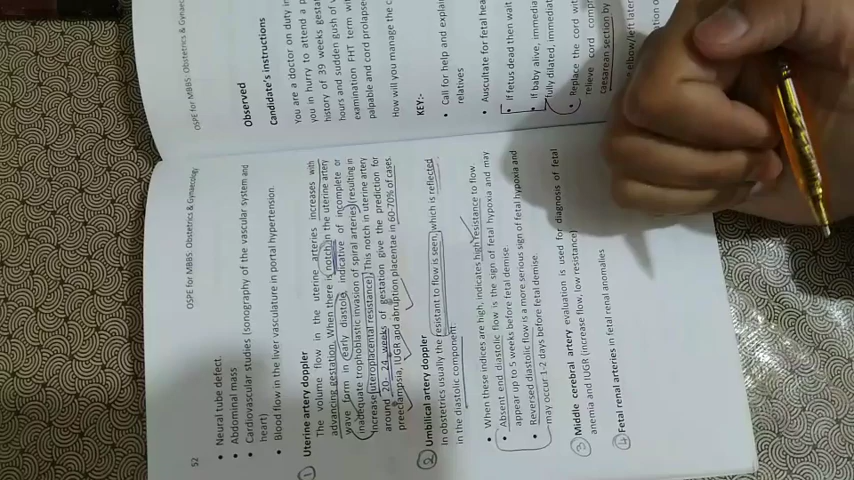 52
OSPE for MBBS: Obstetrics & Gynaecology
• Neural tube defect.
• Abdominal mass
• Cardiovascular studies (sonography of the vascular system and
heart)
• Blood flow in the liver vasculature in portal hypertension.
1 Uterine artery doppler
The volume flow in the uterine arteries increases with
advancing gestation. When there is notch in the uterine artery
wave form in early diastole indicative of incomplete or
inadequate trophoblastic invasion of spiral arteries (resulting in
increase uteroplacental resistance). This notch in uterine artery
around 20 - 24 weeks of gestation give the prediction for
preeclampsia, IUGR and abruption placentae in 60-70% of cases.
2 Umbilical artery doppler
In obstetrics usually the resistant to flow is seen, which is reflected
in the diastolic component.
• When these indices are high, indicates high resistance to flow
• Absent end diastolic flow is the sign of fetal hypoxia and may
appear up to 5 weeks before fetal demise.
• Reversed diastolic flow is a more serious sign of fetal hypoxia and
may occur 1-2 days before fetal demise.
3 Middle cerebral artery evaluation is used for diagnosis of fetal
anemia and IUGR (increase flow, low resistance)
4 Fetal renal arteries in fetal renal anomalies
OSPE for MBBS: Obstetrics & Gynaec
Observed
Candidate's instructions
You are a doctor on duty in
you in hurry to attend a p
history of 39 weeks gesta
hours and sudden gush of
examination FHT term wit
palpable and cord prolapse
How will you manage the c
KEY:-
• Call for help and explain
relatives
• Auscultate for fetal hea
• If fetus dead then wait
• If baby alive, immedia
fully dilated, immediat
• Replace the cord wit
relieve cord compr
caesarean section by
elbow/left later